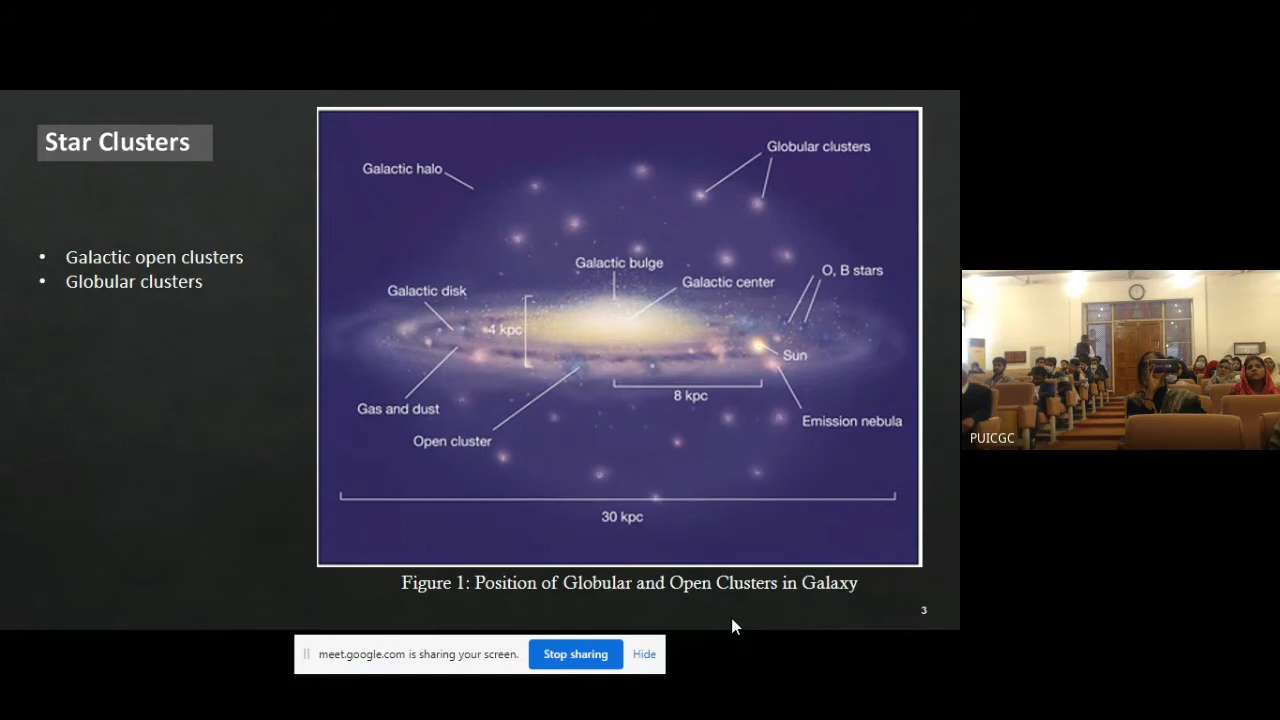 Star Clusters
• Galactic open clusters
• Globular clusters
Globular clusters
Galactic halo
Galactic bulge
O, B stars
Galactic center
Galactic disk
4 kpc
Sun
8 kpc
Gas and dust
Emission nebula
Open cluster
30 kpc
Figure 1: Position of Globular and Open Clusters in Galaxy
3
PUICGC
meet.google.com is sharing your screen.
Stop sharing
Hide